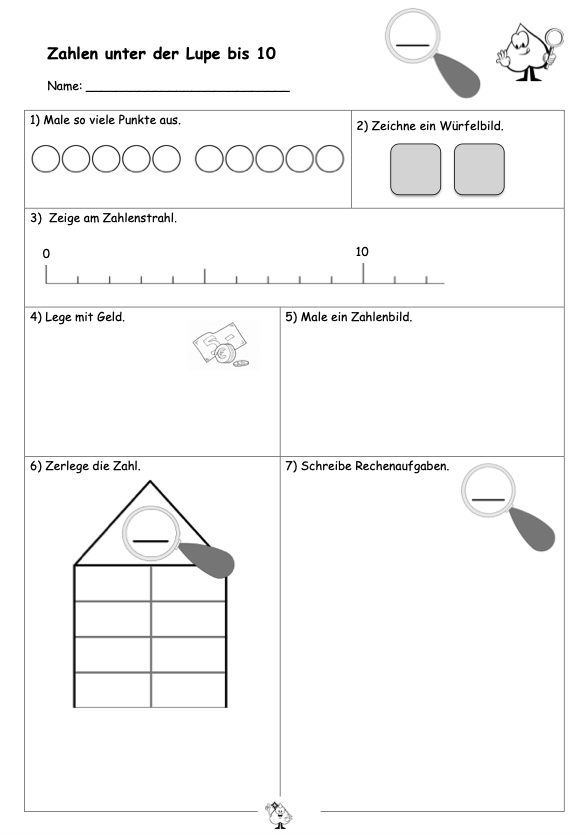 Zahlen unter der Lupe bis 10
Name: ______________________________
1) Male so viele Punkte aus.
2) Zeichne ein Würfelbild.
3) Zeige am Zahlenstrahl.
0 10
4) Lege mit Geld.
5) Male ein Zahlenbild.
6) Zerlege die Zahl.
7) Schreibe Rechenaufgaben.